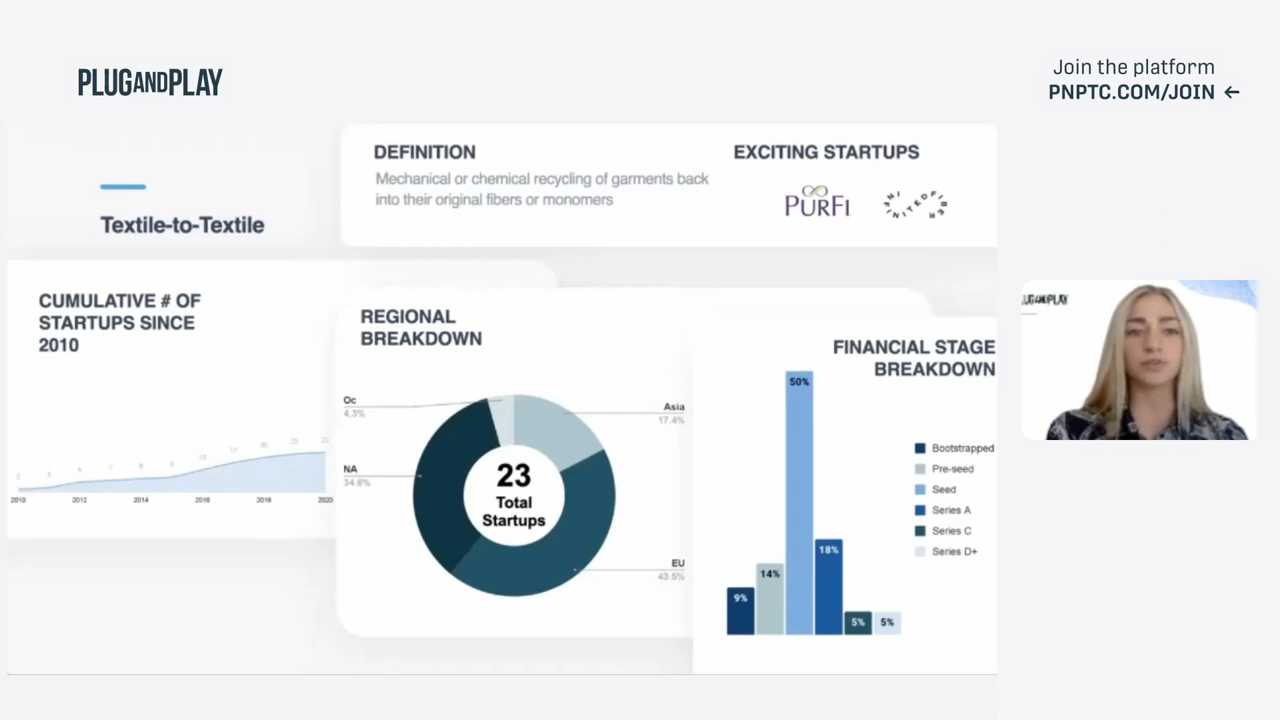 PLUGANDPLAY
Join the platform
PNPTC.COM/JOIN ←
Textile-to-Textile
DEFINITION
Mechanical or chemical recycling of garments back
into their original fibers or monomers
EXCITING STARTUPS
PURFI
UNITEDFIBER
CUMULATIVE # OF
STARTUPS SINCE
2010
2010 2012 2014 2016 2018 2020
REGIONAL
BREAKDOWN
Oc
4.3%
Asia
17.4%
NA
34.8%
EU
43.5%
23
Total
Startups
FINANCIAL STAGE
BREAKDOWN
50%
18%
14%
9%
5%
5%
Bootstrapped
Pre-seed
Seed
Series A
Series C
Series D+